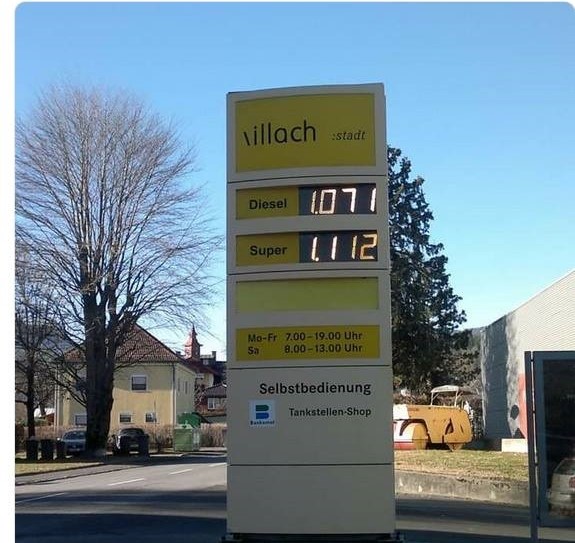 villach :stadt
Diesel 1.071
Super 1.112
Mo-Fr 7.00–19.00 Uhr
Sa 8.00–13.00 Uhr
Selbstbedienung
Bankomat
Tankstellen-Shop